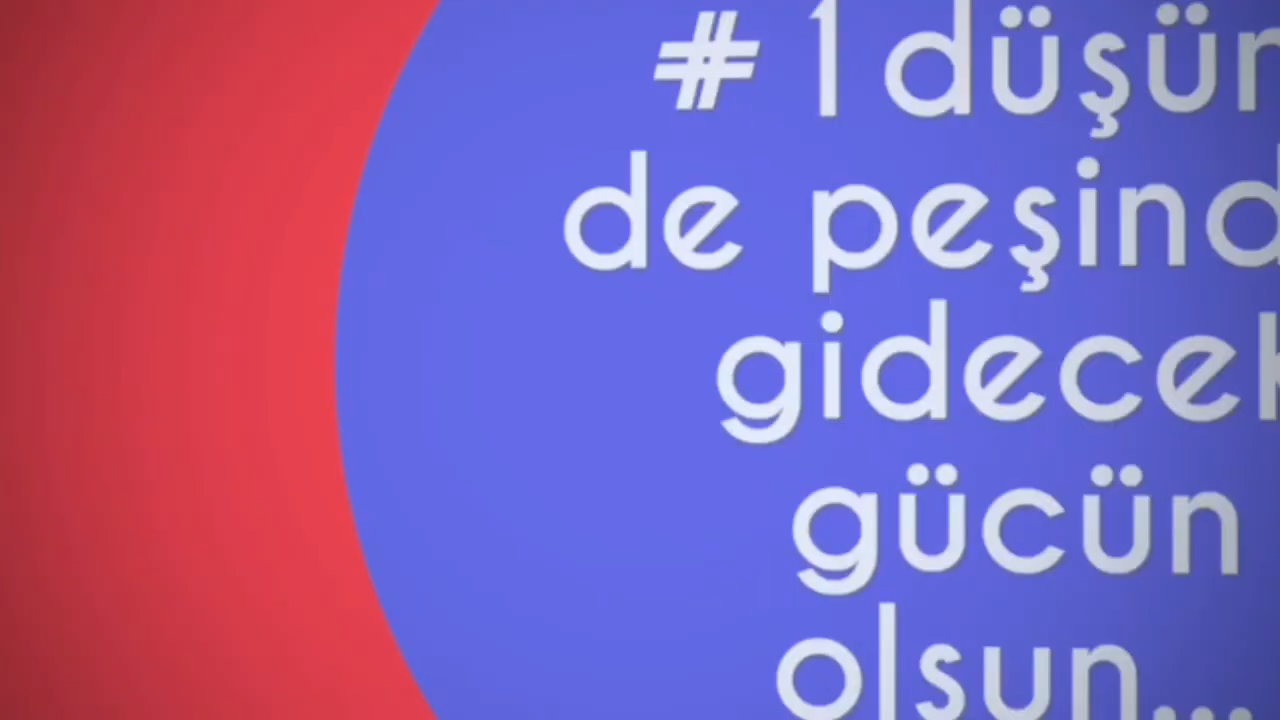 #1düşün
de peşind
gidecek
gücün
olsun...